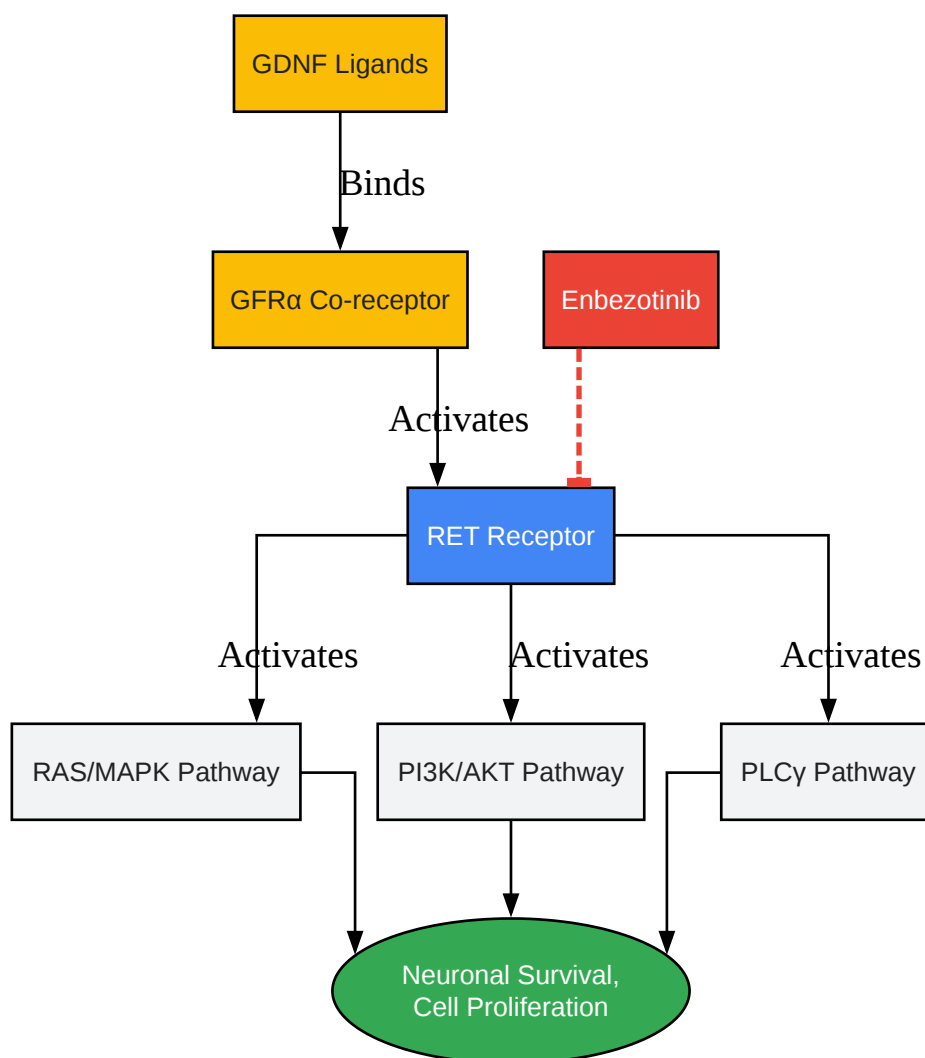 GDNF Ligands
Binds
GFRα Co-receptor
Enbezotinib
Activates
RET Receptor
Activates
Activates
Activates
RAS/MAPK Pathway
PI3K/AKT Pathway
PLCγ Pathway
Neuronal Survival,
Cell Proliferation